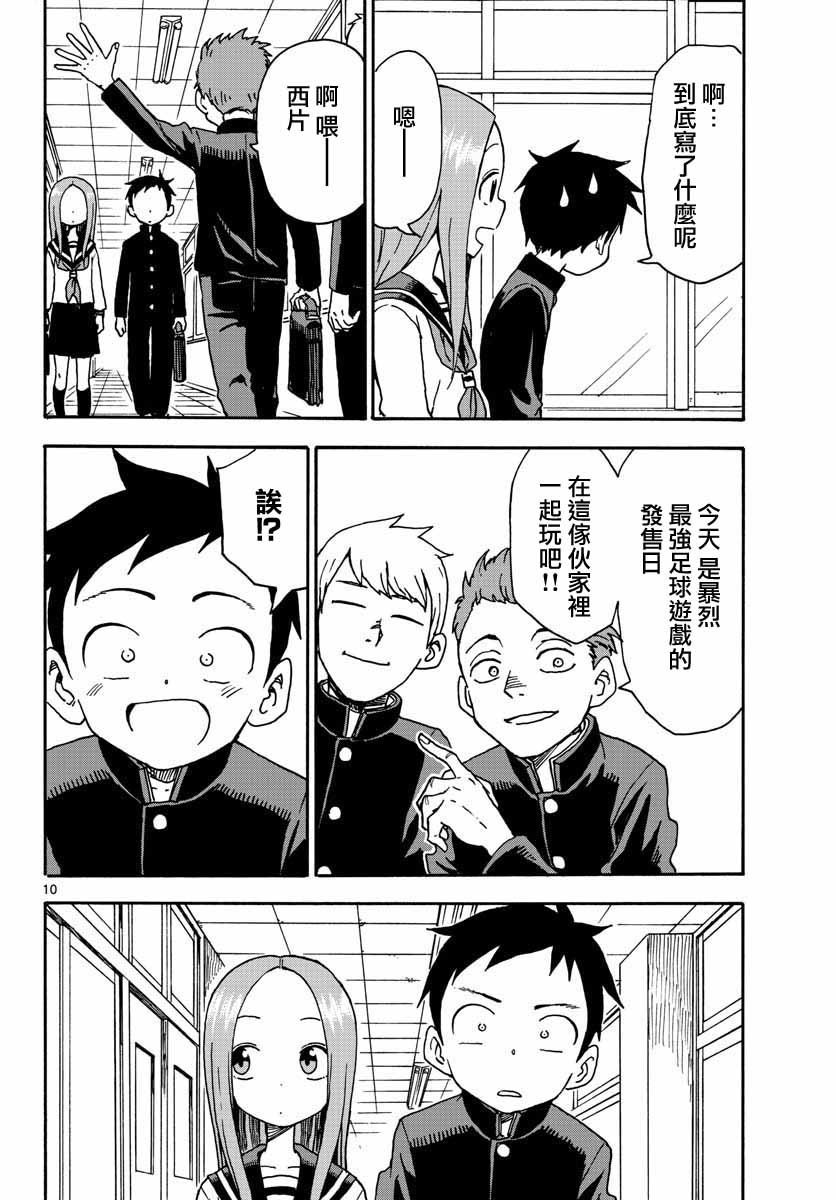 啊…
到底寫了什麼呢
嗯——
啊 喂——
西片
今天 是暴烈
最強足球遊戲的
發售日
在這傢伙家裡
一起玩吧!!
誒!?
10